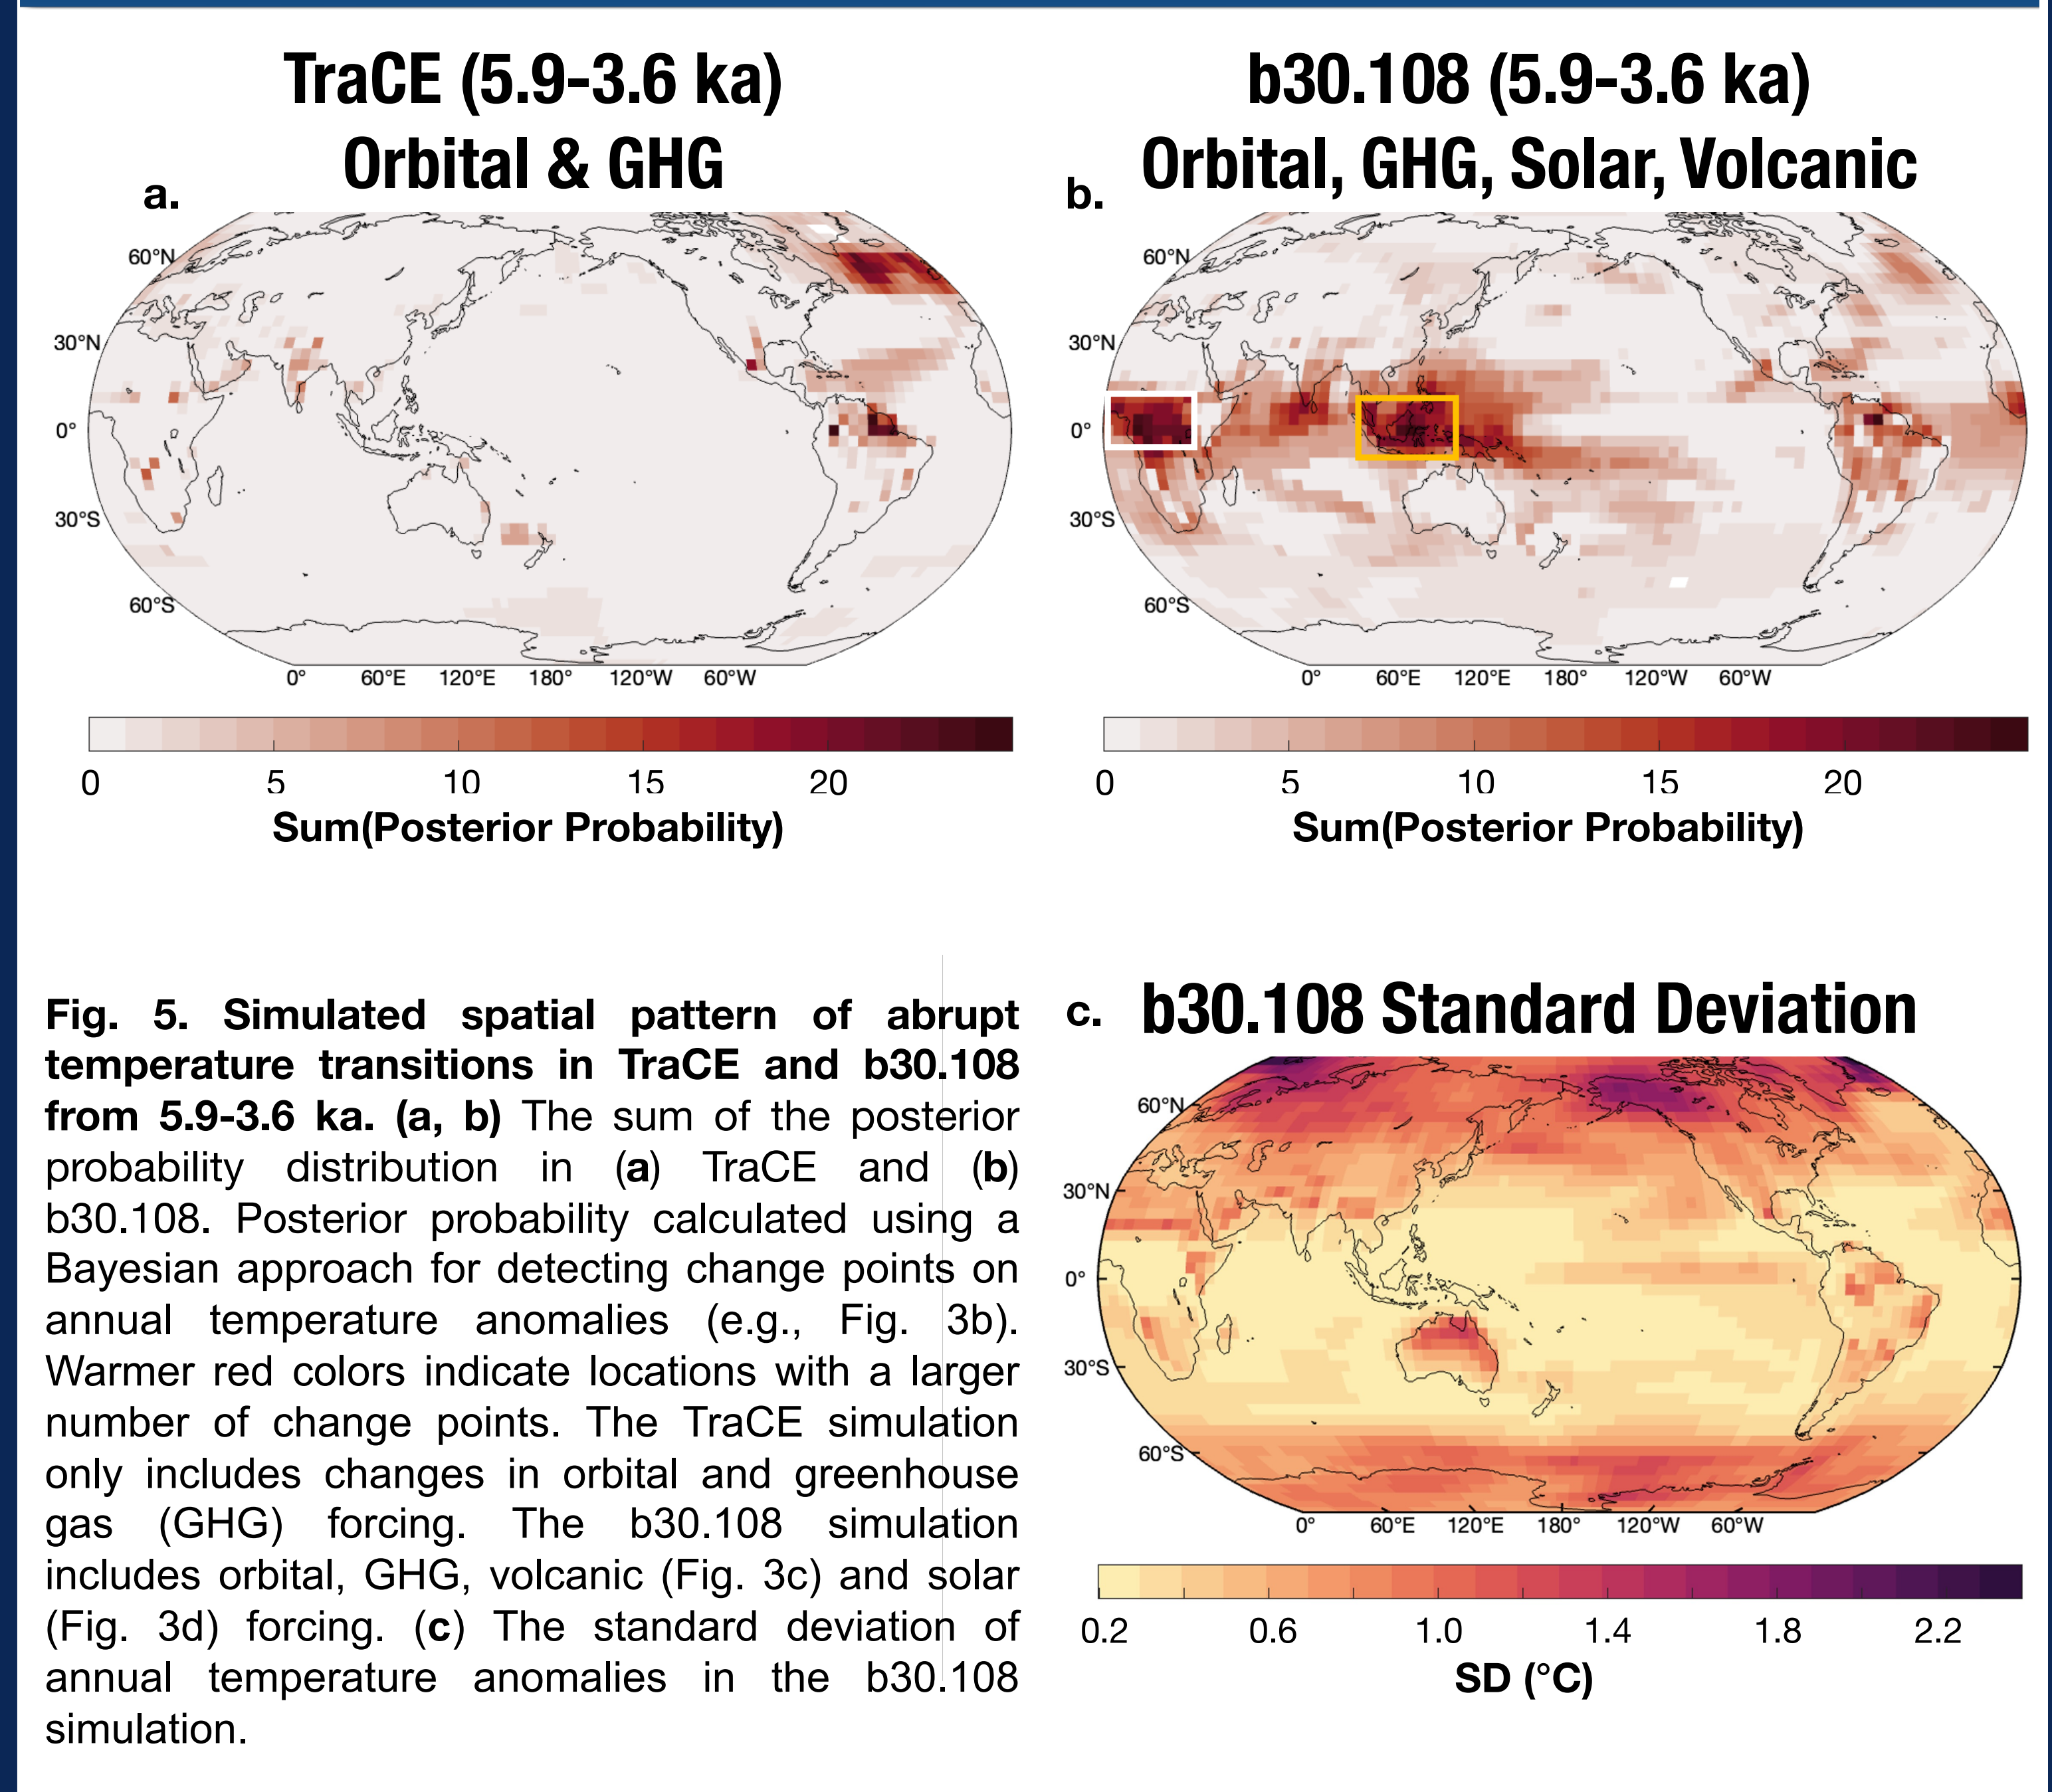 TraCE (5.9-3.6 ka)
Orbital & GHG
a.
60°N
30°N
0°
30°S
60°S
0° 60°E 120°E 180° 120°W 60°W
0 5 10 15 20
Sum(Posterior Probability)
b30.108 (5.9-3.6 ka)
Orbital, GHG, Solar, Volcanic
b.
60°N
30°N
0°
30°S
60°S
0° 60°E 120°E 180° 120°W 60°W
0 5 10 15 20
Sum(Posterior Probability)
Fig. 5. Simulated spatial pattern of abrupt
temperature transitions in TraCE and b30.108
from 5.9-3.6 ka. (a, b) The sum of the posterior
probability distribution in (a) TraCE and (b)
b30.108. Posterior probability calculated using a
Bayesian approach for detecting change points on
annual temperature anomalies (e.g., Fig. 3b).
Warmer red colors indicate locations with a larger
number of change points. The TraCE simulation
only includes changes in orbital and greenhouse
gas (GHG) forcing. The b30.108 simulation
includes orbital, GHG, volcanic (Fig. 3c) and solar
(Fig. 3d) forcing. (c) The standard deviation of
annual temperature anomalies in the b30.108
simulation.
c. b30.108 Standard Deviation
60°N
30°N
0°
30°S
60°S
0° 60°E 120°E 180° 120°W 60°W
0.2 0.6 1.0 1.4 1.8 2.2
SD (°C)